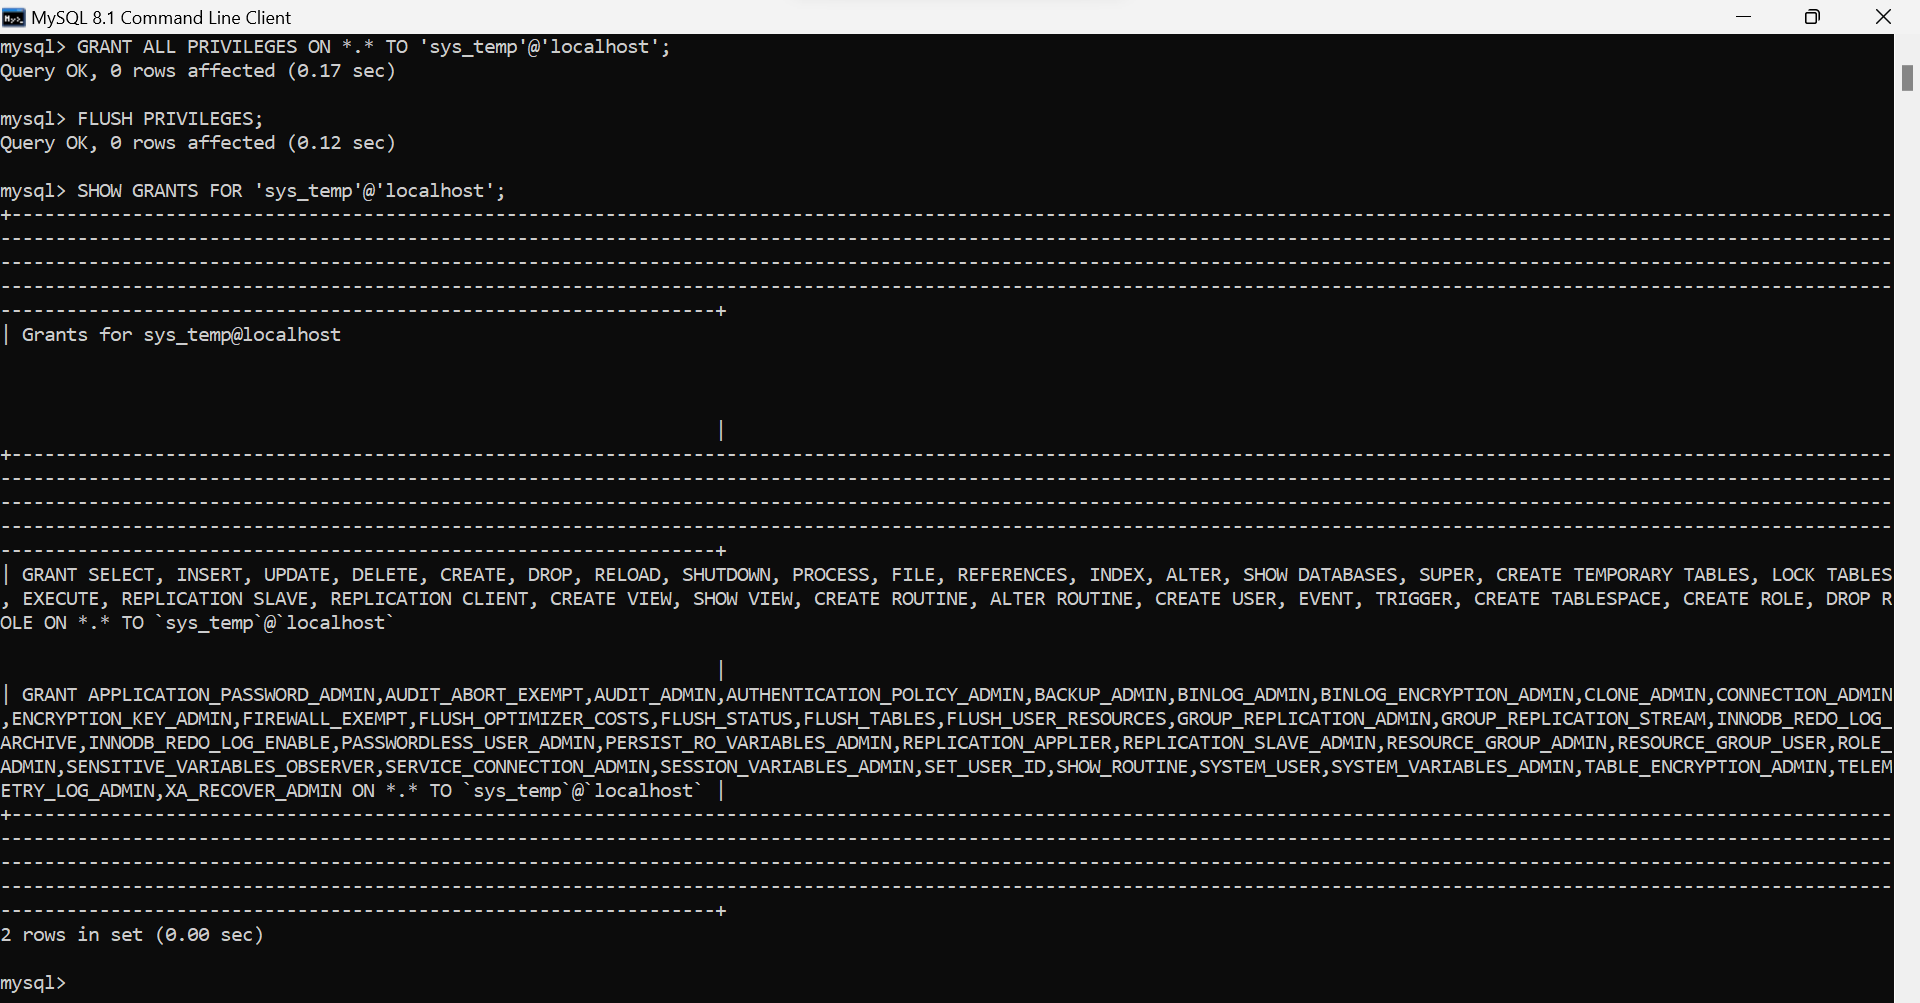 MySQL 8.1 Command Line Client
mysql> GRANT ALL PRIVILEGES ON *.* TO 'sys_temp'@'localhost';
Query OK, 0 rows affected (0.17 sec)
mysql> FLUSH PRIVILEGES;
Query OK, 0 rows affected (0.12 sec)
mysql> SHOW GRANTS FOR 'sys_temp'@'localhost';
| Grants for sys_temp@localhost
|
| GRANT SELECT, INSERT, UPDATE, DELETE, CREATE, DROP, RELOAD, SHUTDOWN, PROCESS, FILE, REFERENCES, INDEX, ALTER, SHOW DATABASES, SUPER, CREATE TEMPORARY TABLES, LOCK TABLES
, EXECUTE, REPLICATION SLAVE, REPLICATION CLIENT, CREATE VIEW, SHOW VIEW, CREATE ROUTINE, ALTER ROUTINE, CREATE USER, EVENT, TRIGGER, CREATE TABLESPACE, CREATE ROLE, DROP R
OLE ON *.* TO `sys_temp`@`localhost`
|
| GRANT APPLICATION_PASSWORD_ADMIN,AUDIT_ABORT_EXEMPT,AUDIT_ADMIN,AUTHENTICATION_POLICY_ADMIN,BACKUP_ADMIN,BINLOG_ADMIN,BINLOG_ENCRYPTION_ADMIN,CLONE_ADMIN,CONNECTION_ADMIN
,ENCRYPTION_KEY_ADMIN,FIREWALL_EXEMPT,FLUSH_OPTIMIZER_COSTS,FLUSH_STATUS,FLUSH_TABLES,FLUSH_USER_RESOURCES,GROUP_REPLICATION_ADMIN,GROUP_REPLICATION_STREAM,INNODB_REDO_LOG_
ARCHIVE,INNODB_REDO_LOG_ENABLE,PASSWORDLESS_USER_ADMIN,PERSIST_RO_VARIABLES_ADMIN,REPLICATION_APPLIER,REPLICATION_SLAVE_ADMIN,RESOURCE_GROUP_ADMIN,RESOURCE_GROUP_USER,ROLE_
ADMIN,SENSITIVE_VARIABLES_OBSERVER,SERVICE_CONNECTION_ADMIN,SESSION_VARIABLES_ADMIN,SET_USER_ID,SHOW_ROUTINE,SYSTEM_USER,SYSTEM_VARIABLES_ADMIN,TABLE_ENCRYPTION_ADMIN,TELEM
ETRY_LOG_ADMIN,XA_RECOVER_ADMIN ON *.* TO `sys_temp`@`localhost` |
2 rows in set (0.00 sec)
mysql>